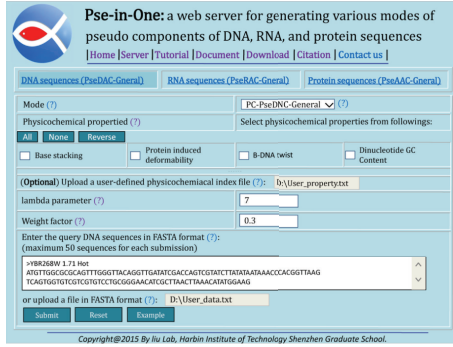 Pse-in-One: a web server for generating various modes of
pseudo components of DNA, RNA, and protein sequences
|Home |Server |Tutorial |Document |Download |Citation |Contact us |
DNA sequences (PseDAC-Gneral) RNA sequences (PseRAC-Gneral) Protein sequences (PseAAC-Gneral)
Mode (?) PC-PseDNC-General (?)
Physicochemical propertied (?) Select physicochemical properties from followings:
All None Reverse
Base stacking Protein induced deformability B-DNA twist Dinucleotide GC Content
(Optional) Upload a user-defined physicochemiacal index file (?): D:\User_property.txt
lambda parameter (?) 7
Weight factor (?) 0.3
Enter the query DNA sequences in FASTA format (?):
(maximum 50 sequences for each submission)
>YBR268W 1.71 Hot
ATGTTGGCGCGCAGTTTGGGTTACAGGTTGATATCGACCAGTCGTATCTTATATAATAAACCCACGGTTAAG
TCAGTGGTGTCGTCGTGTCCTGCGGGAACATCGCTTAACTTAAACATATGGAAG
or upload a file in FASTA format (?): D:\User_data.txt
Submit Reset Example
Copyright@2015 By liu Lab, Harbin Institute of Technology Shenzhen Graduate School.